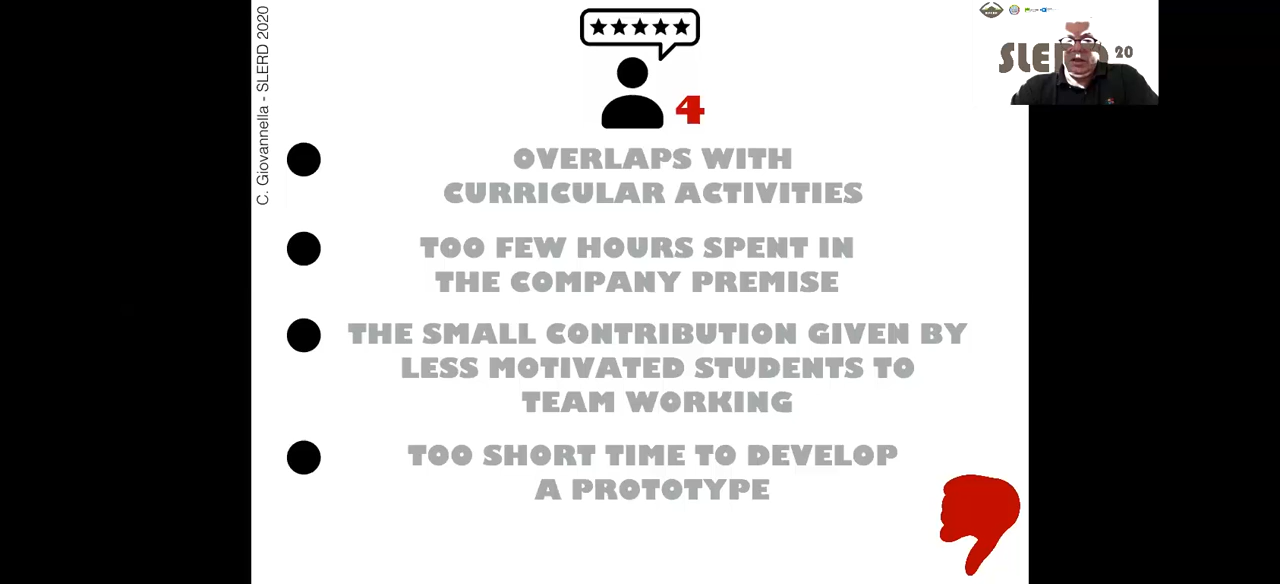 C. Giovannella - SLERD 2020
4
SLERD 20
OVERLAPS WITH
CURRICULAR ACTIVITIES
TOO FEW HOURS SPENT IN
THE COMPANY PREMISE
THE SMALL CONTRIBUTION GIVEN BY
LESS MOTIVATED STUDENTS TO
TEAM WORKING
TOO SHORT TIME TO DEVELOP
A PROTOTYPE